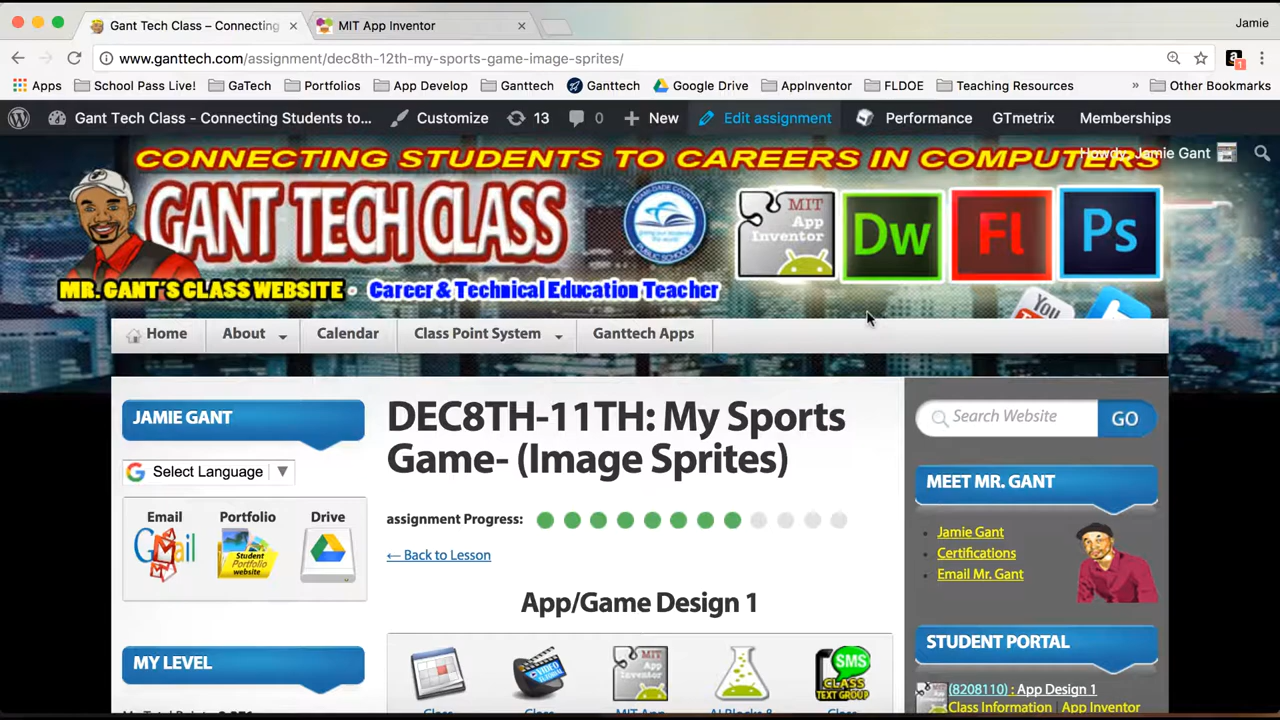 Gant Tech Class – Connecting
MIT App Inventor
Jamie
www.ganttech.com/assignment/dec8th-12th-my-sports-game-image-sprites/
a
1
Apps
School Pass Live!
GaTech
Portfolios
App Develop
Ganttech
Ganttech
Google Drive
AppInventor
FLDOE
Teaching Resources
»
Other Bookmarks
Gant Tech Class - Connecting Students to...
Customize
13
0
New
Edit assignment
Performance
GTmetrix
Memberships
CONNECTING STUDENTS TO CAREERS IN COMPUTERS
Howdy, Jamie Gant
GANT TECH CLASS
MIT
App
Inventor
Dw
Fl
Ps
MR. GANT'S CLASS WEBSITE • Career & Technical Education Teacher
You
Home
About
Calendar
Class Point System
Ganttech Apps
JAMIE GANT
Select Language
Email
Portfolio
Drive
Gmail
Student
Portfolio
website
MY LEVEL
DEC8TH-11TH: My Sports
Game- (Image Sprites)
assignment Progress:
← Back to Lesson
App/Game Design 1
VIDEO
MIT
App
Inventor
SMS
CLASS
TEXT GROUP
Search Website
GO
MEET MR. GANT
Jamie Gant
Certifications
Email Mr. Gant
STUDENT PORTAL
(8208110) : App Design 1
Class Information | App Inventor